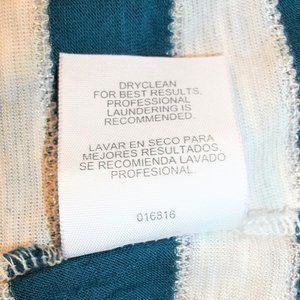 DRYCLEAN
FOR BEST RESULTS.
PROFESSIONAL
LAUNDERING IS
RECOMMENDED.
LAVAR EN SECO PARA
MEJORES RESULTADOS,
SE RECOMIENDA LAVADO
PROFESIONAL.
016816